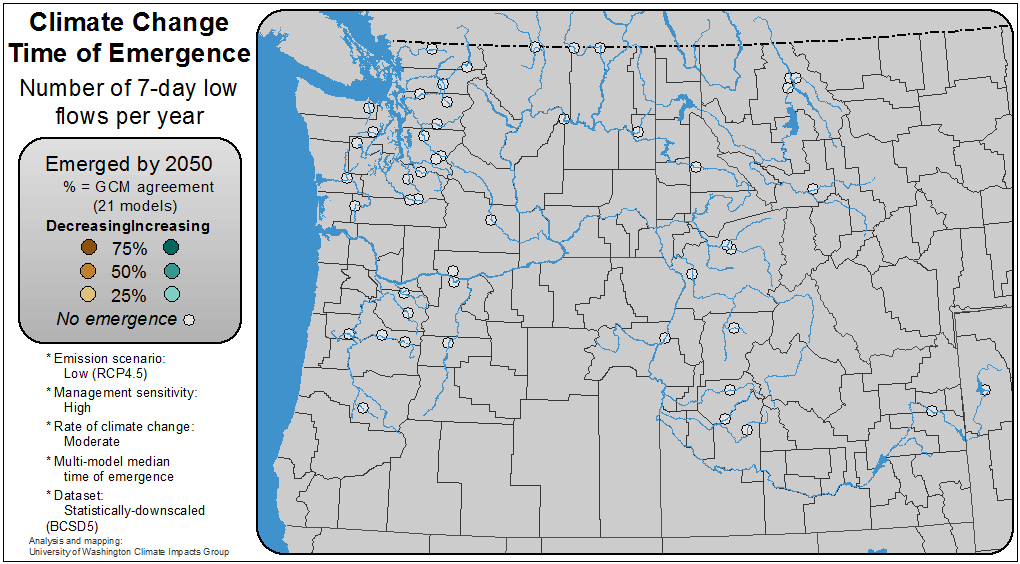 Climate Change
Time of Emergence
Number of 7-day low
flows per year
Emerged by 2050
% = GCM agreement
(21 models)
DecreasingIncreasing
75%
50%
25%
No emergence
* Emission scenario:
Low (RCP4.5)
* Management sensitivity:
High
* Rate of climate change:
Moderate
* Multi-model median
time of emergence
* Dataset:
Statistically-downscaled
(BCSD5)
Analysis and mapping:
University of Washington Climate Impacts Group